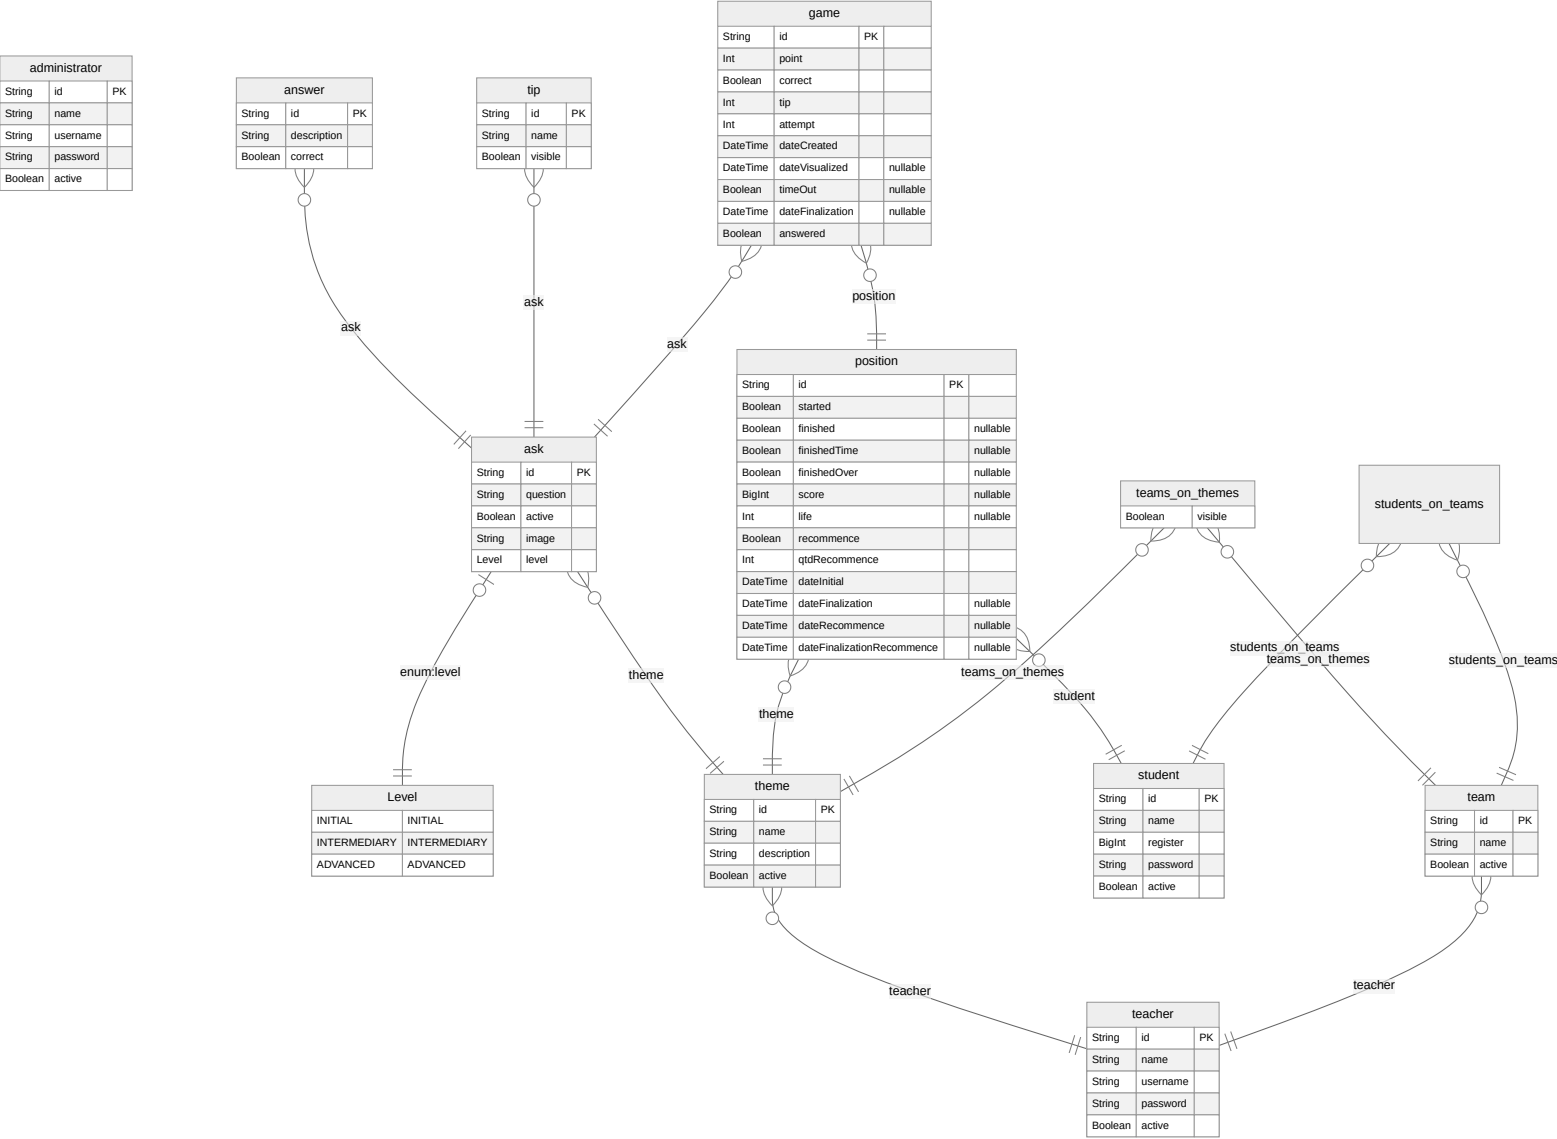 administrator
String id PK
String name
String username
String password
Boolean active
answer
String id PK
String description
Boolean correct
tip
String id PK
String name
Boolean visible
game
String id PK
Int point
Boolean correct
Int tip
Int attempt
DateTime dateCreated
DateTime dateVisualized nullable
Boolean timeOut nullable
DateTime dateFinalization nullable
Boolean answered
ask
ask
ask
position
position
String id PK
Boolean started
Boolean finished nullable
Boolean finishedTime nullable
Boolean finishedOver nullable
BigInt score nullable
Int life nullable
Boolean recommence
Int qtdRecommence
DateTime dateInitial
DateTime dateFinalization nullable
DateTime dateRecommence nullable
DateTime dateFinalizationRecommence nullable
ask
String id PK
String question
Boolean active
String image
Level level
teams_on_themes
Boolean visible
students_on_teams
enum:level
theme
theme
teams_on_themes
student
students_on_teams
teams_on_themes
students_on_teams
Level
INITIAL INITIAL
INTERMEDIARY INTERMEDIARY
ADVANCED ADVANCED
theme
String id PK
String name
String description
Boolean active
student
String id PK
String name
BigInt register
String password
Boolean active
team
String id PK
String name
Boolean active
teacher
teacher
teacher
String id PK
String name
String username
String password
Boolean active